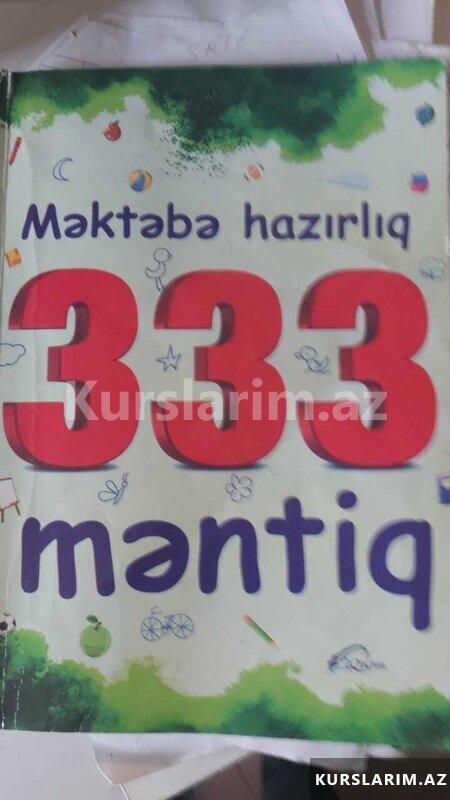 Məktəbə hazırlıq
333
Kurslarim.az
məntiq
KURSLARIM.AZ